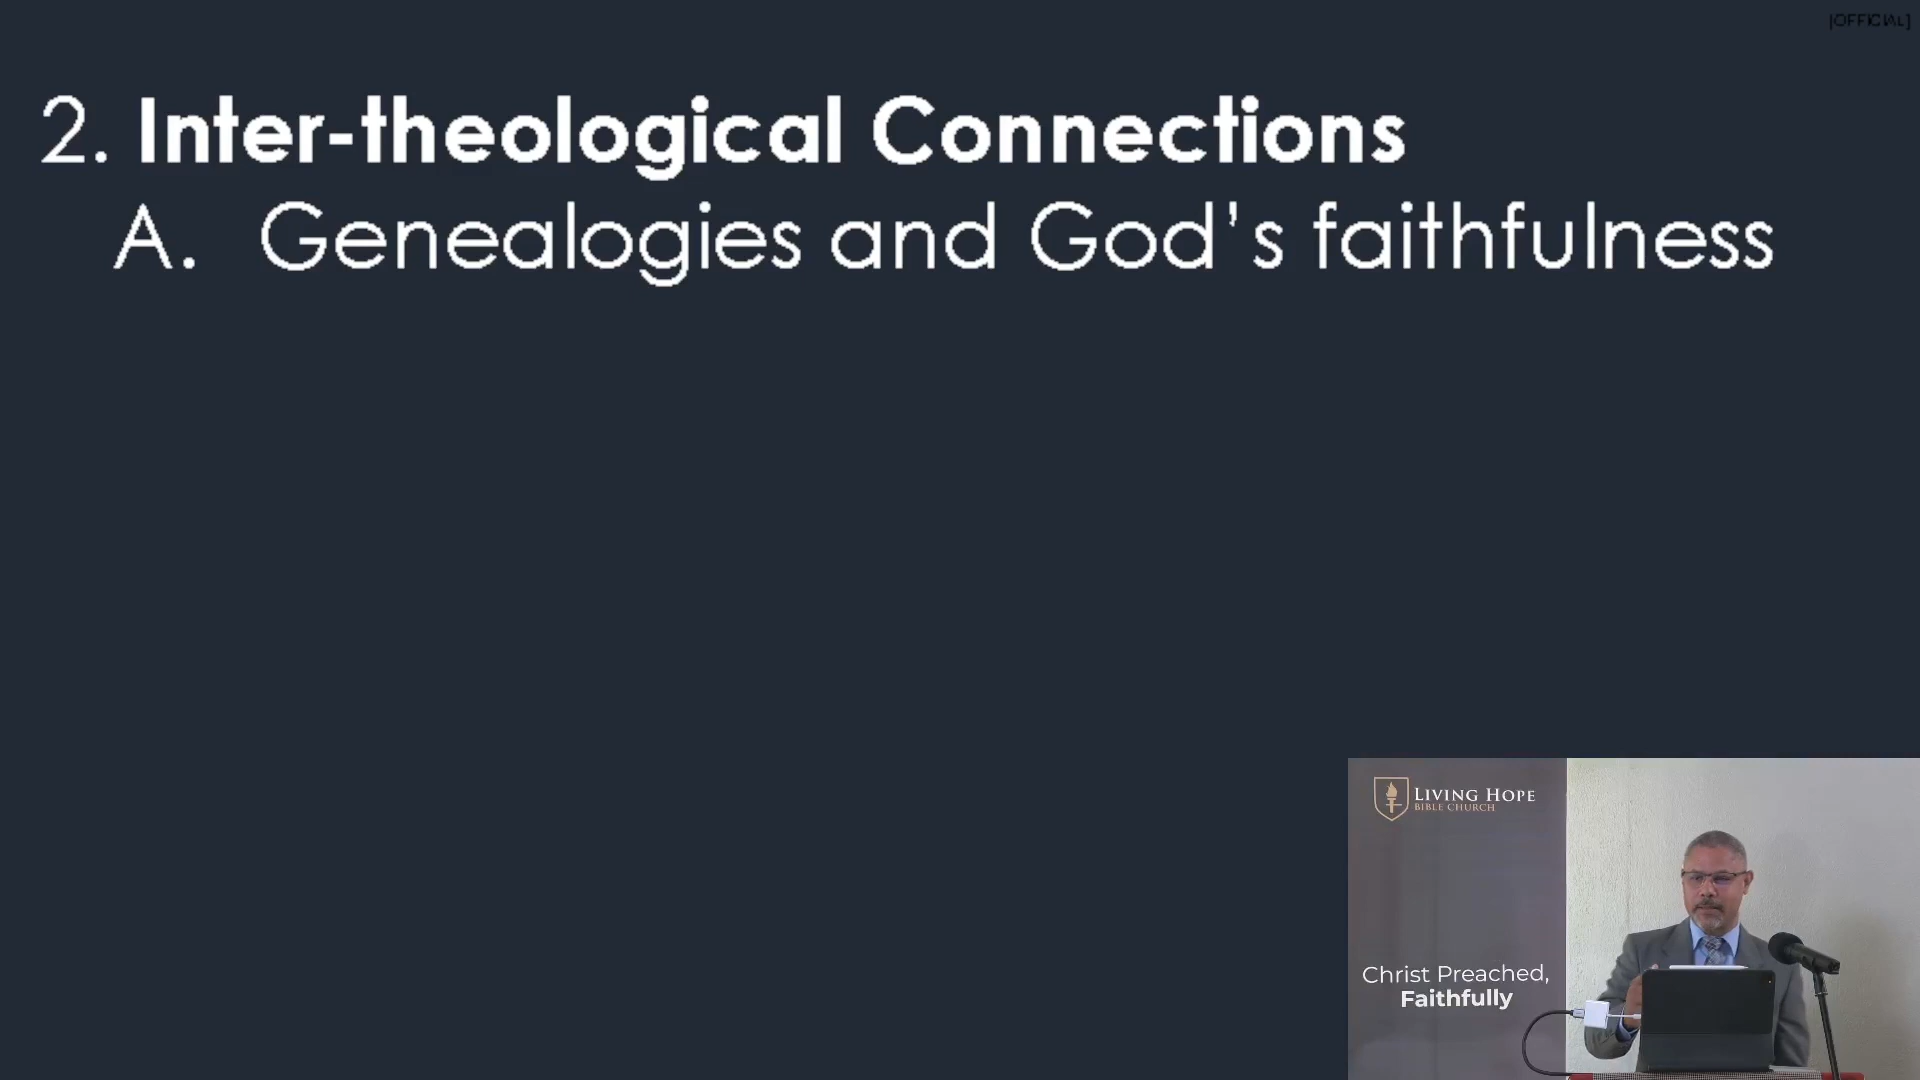 [OFFICIAL]
2. Inter-theological Connections
A. Genealogies and God's faithfulness
LIVING HOPE
BIBLE CHURCH
Christ Preached,
Faithfully